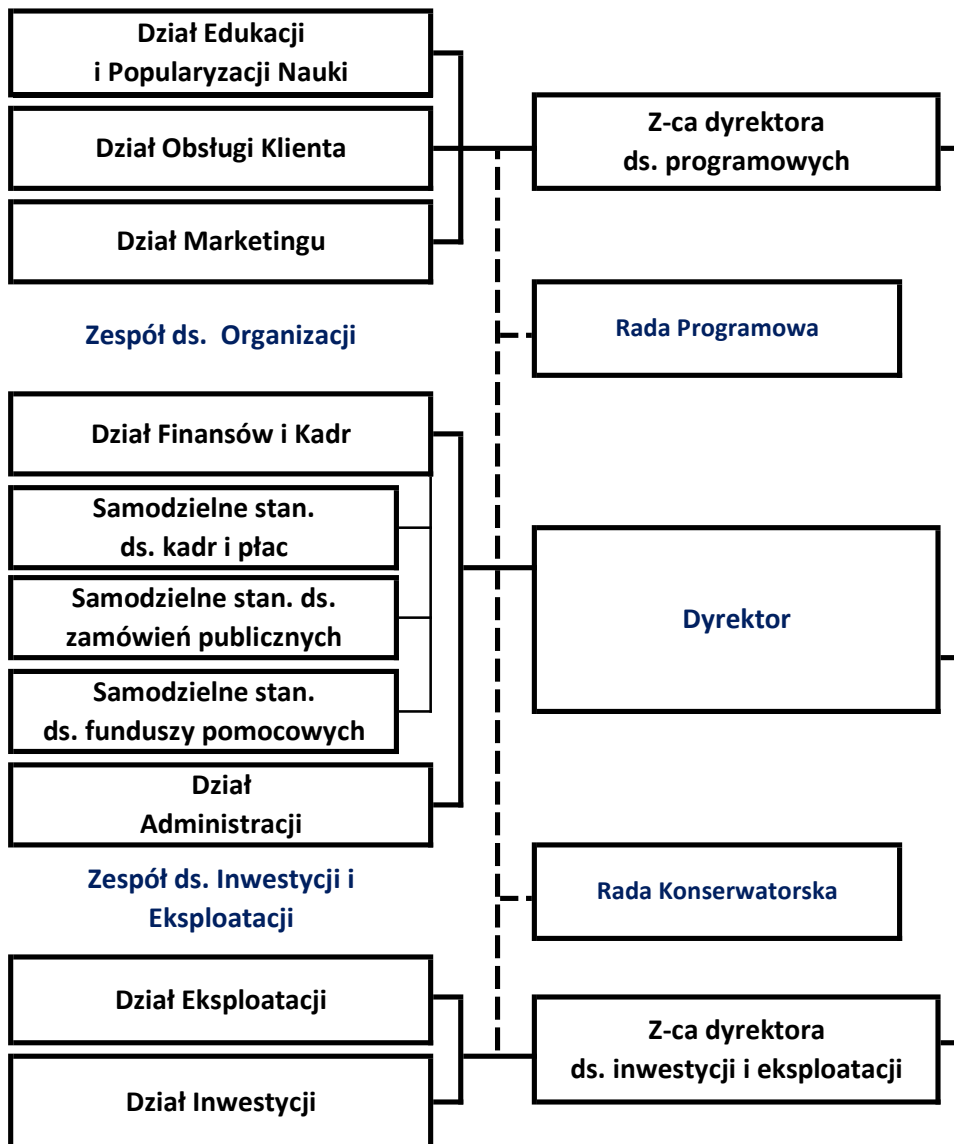 Dział Edukacji
i Popularyzacji Nauki
Dział Obsługi Klienta
Dział Marketingu
Z-ca dyrektora
ds. programowych
Rada Programowa
Zespół ds. Organizacji
Dział Finansów i Kadr
Samodzielne stan.
ds. kadr i płac
Samodzielne stan. ds.
zamówień publicznych
Samodzielne stan.
ds. funduszy pomocowych
Dział
Administracji
Dyrektor
Rada Konserwatorska
Zespół ds. Inwestycji i
Eksploatacji
Dział Eksploatacji
Dział Inwestycji
Z-ca dyrektora
ds. inwestycji i eksploatacji